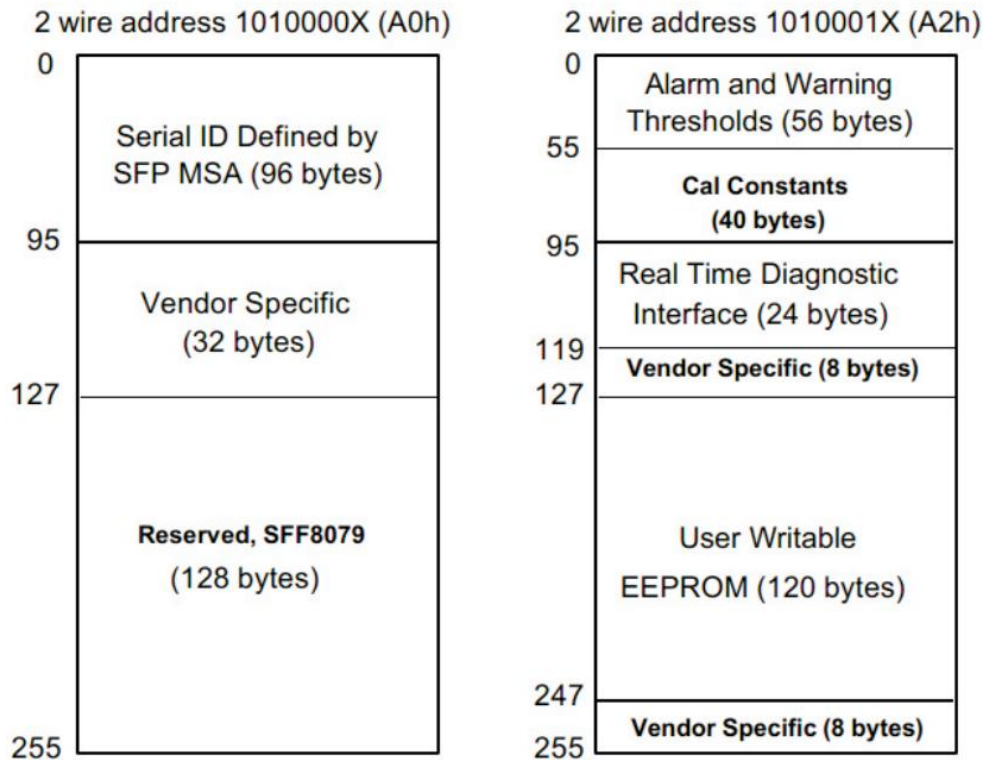 2 wire address 1010000X (A0h)
0
Serial ID Defined by
SFP MSA (96 bytes)
95
Vendor Specific
(32 bytes)
127
Reserved, SFF8079
(128 bytes)
255
2 wire address 1010001X (A2h)
0
Alarm and Warning
Thresholds (56 bytes)
55
Cal Constants
(40 bytes)
95
Real Time Diagnostic
Interface (24 bytes)
119
Vendor Specific (8 bytes)
127
User Writable
EEPROM (120 bytes)
247
Vendor Specific (8 bytes)
255